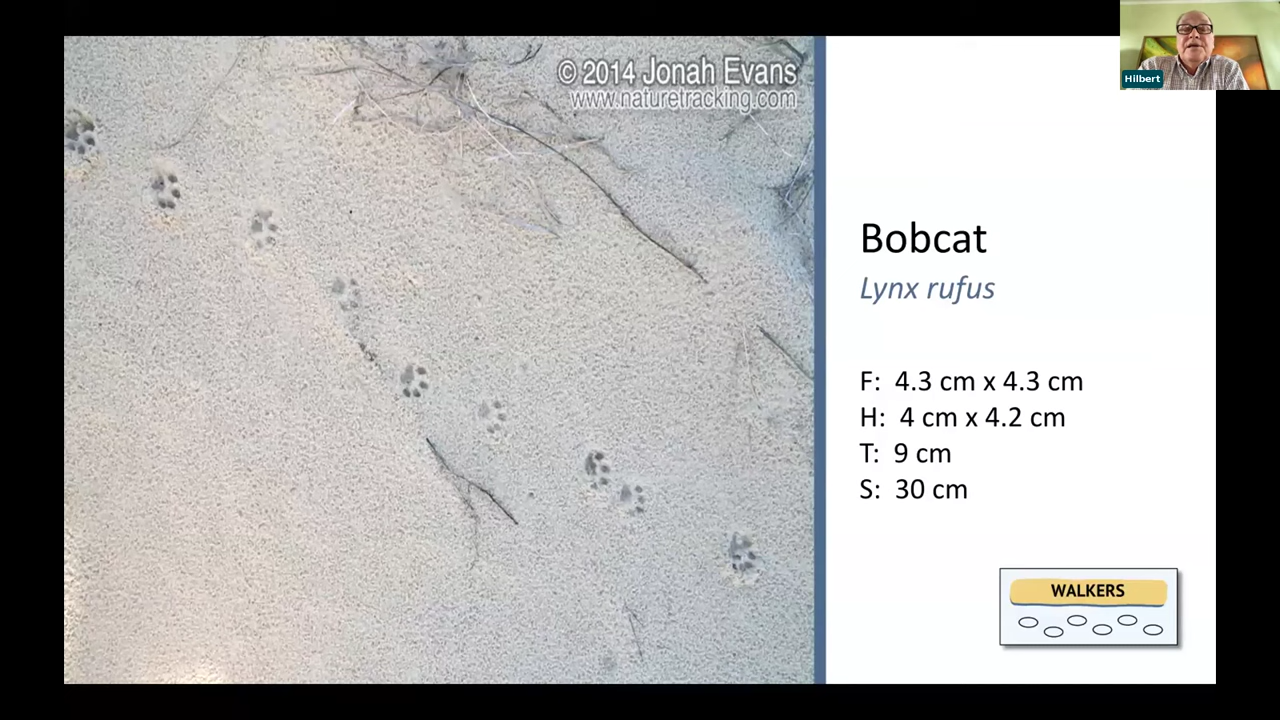 © 2014 Jonah Evans
www.naturetracking.com
Hilbert
Bobcat
Lynx rufus
F: 4.3 cm x 4.3 cm
H: 4 cm x 4.2 cm
T: 9 cm
S: 30 cm
WALKERS